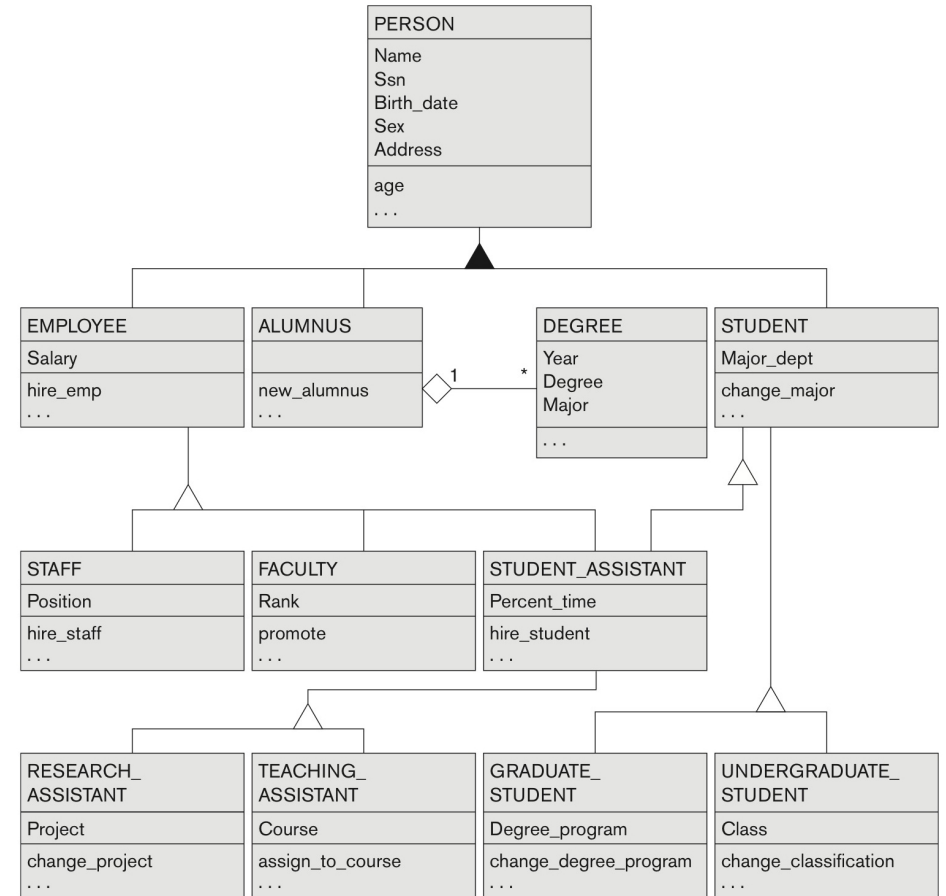 PERSON
Name
Ssn
Birth_date
Sex
Address
age
. . .
EMPLOYEE
Salary
hire_emp
. . .
ALUMNUS
new_alumnus
. . .
1
*
DEGREE
Year
Degree
Major
. . .
STUDENT
Major_dept
change_major
. . .
STAFF
Position
hire_staff
. . .
FACULTY
Rank
promote
. . .
STUDENT_ASSISTANT
Percent_time
hire_student
. . .
RESEARCH_
ASSISTANT
Project
change_project
. . .
TEACHING_
ASSISTANT
Course
assign_to_course
. . .
GRADUATE_
STUDENT
Degree_program
change_degree_program
. . .
UNDERGRADUATE_
STUDENT
Class
change_classification
. . .